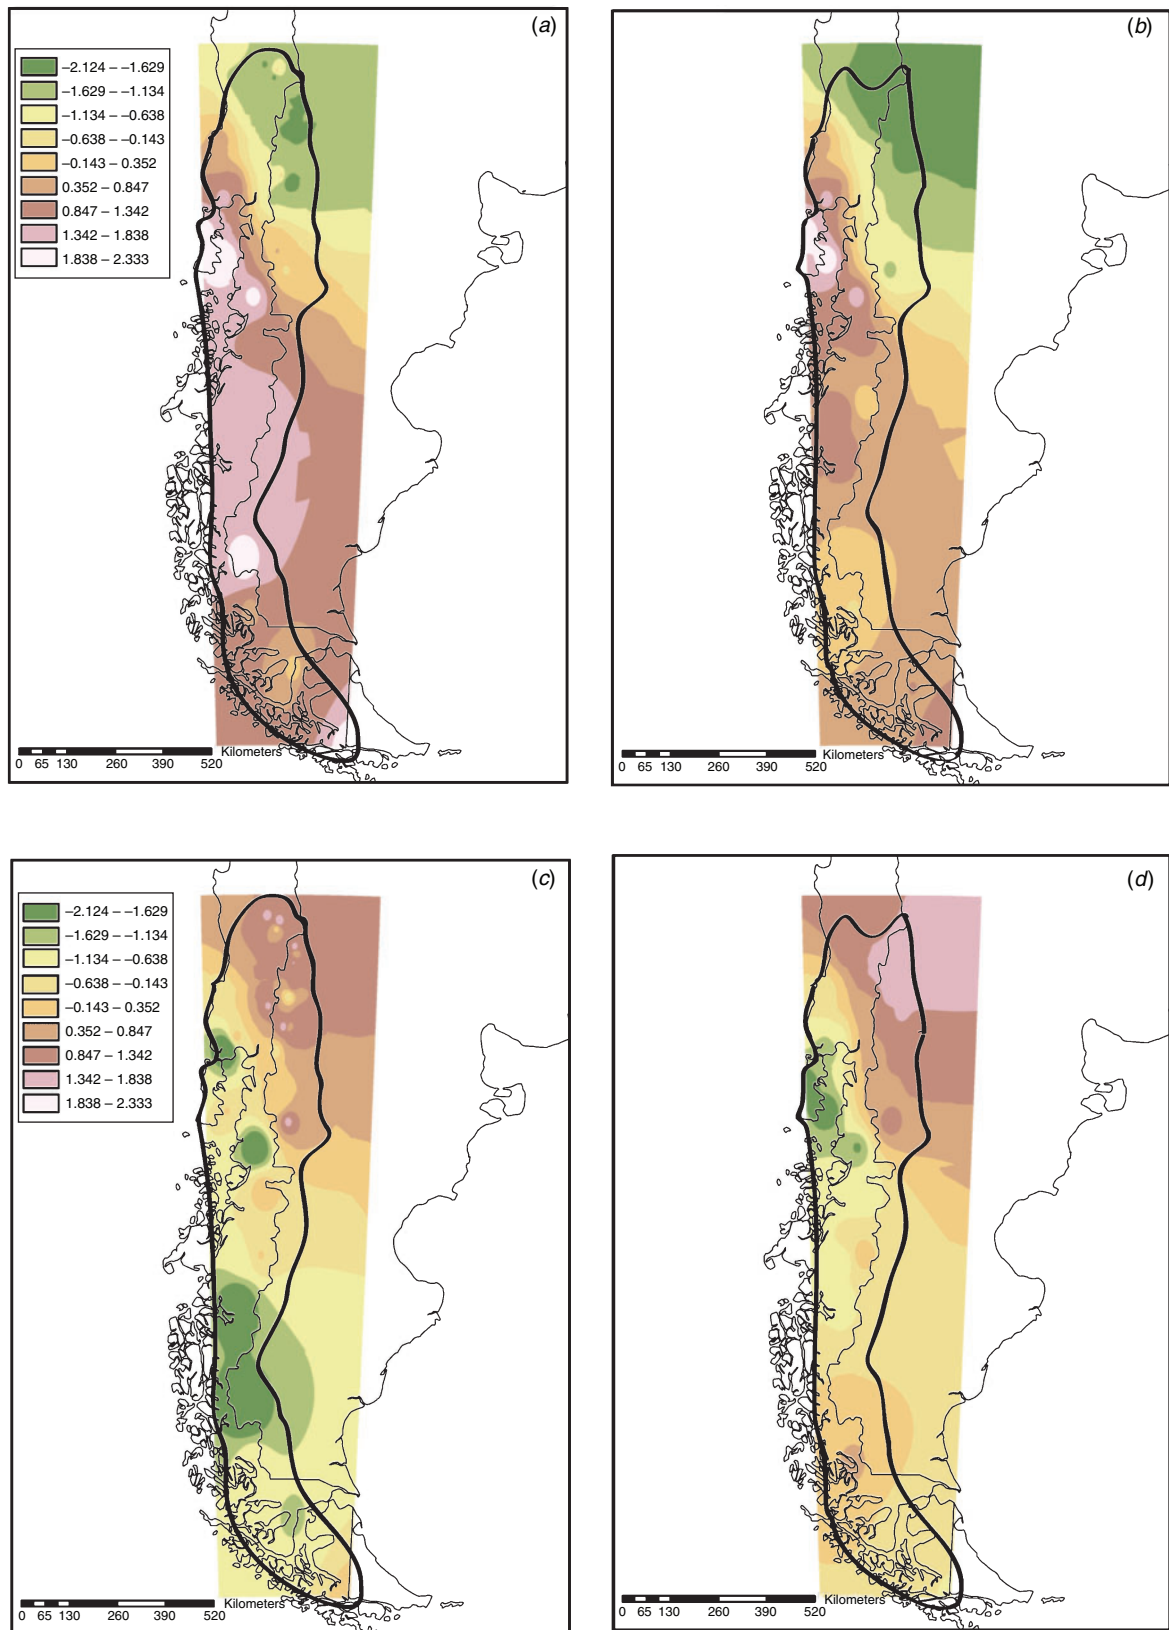 (a)
−2.124 – −1.629
−1.629 – −1.134
−1.134 – −0.638
−0.638 – −0.143
−0.143 – 0.352
0.352 – 0.847
0.847 – 1.342
1.342 – 1.838
1.838 – 2.333
Kilometers
0 65 130 260 390 520
(b)
Kilometers
0 65 130 260 390 520
(c)
−2.124 – −1.629
−1.629 – −1.134
−1.134 – −0.638
−0.638 – −0.143
−0.143 – 0.352
0.352 – 0.847
0.847 – 1.342
1.342 – 1.838
1.838 – 2.333
Kilometers
0 65 130 260 390 520
(d)
Kilometers
0 65 130 260 390 520